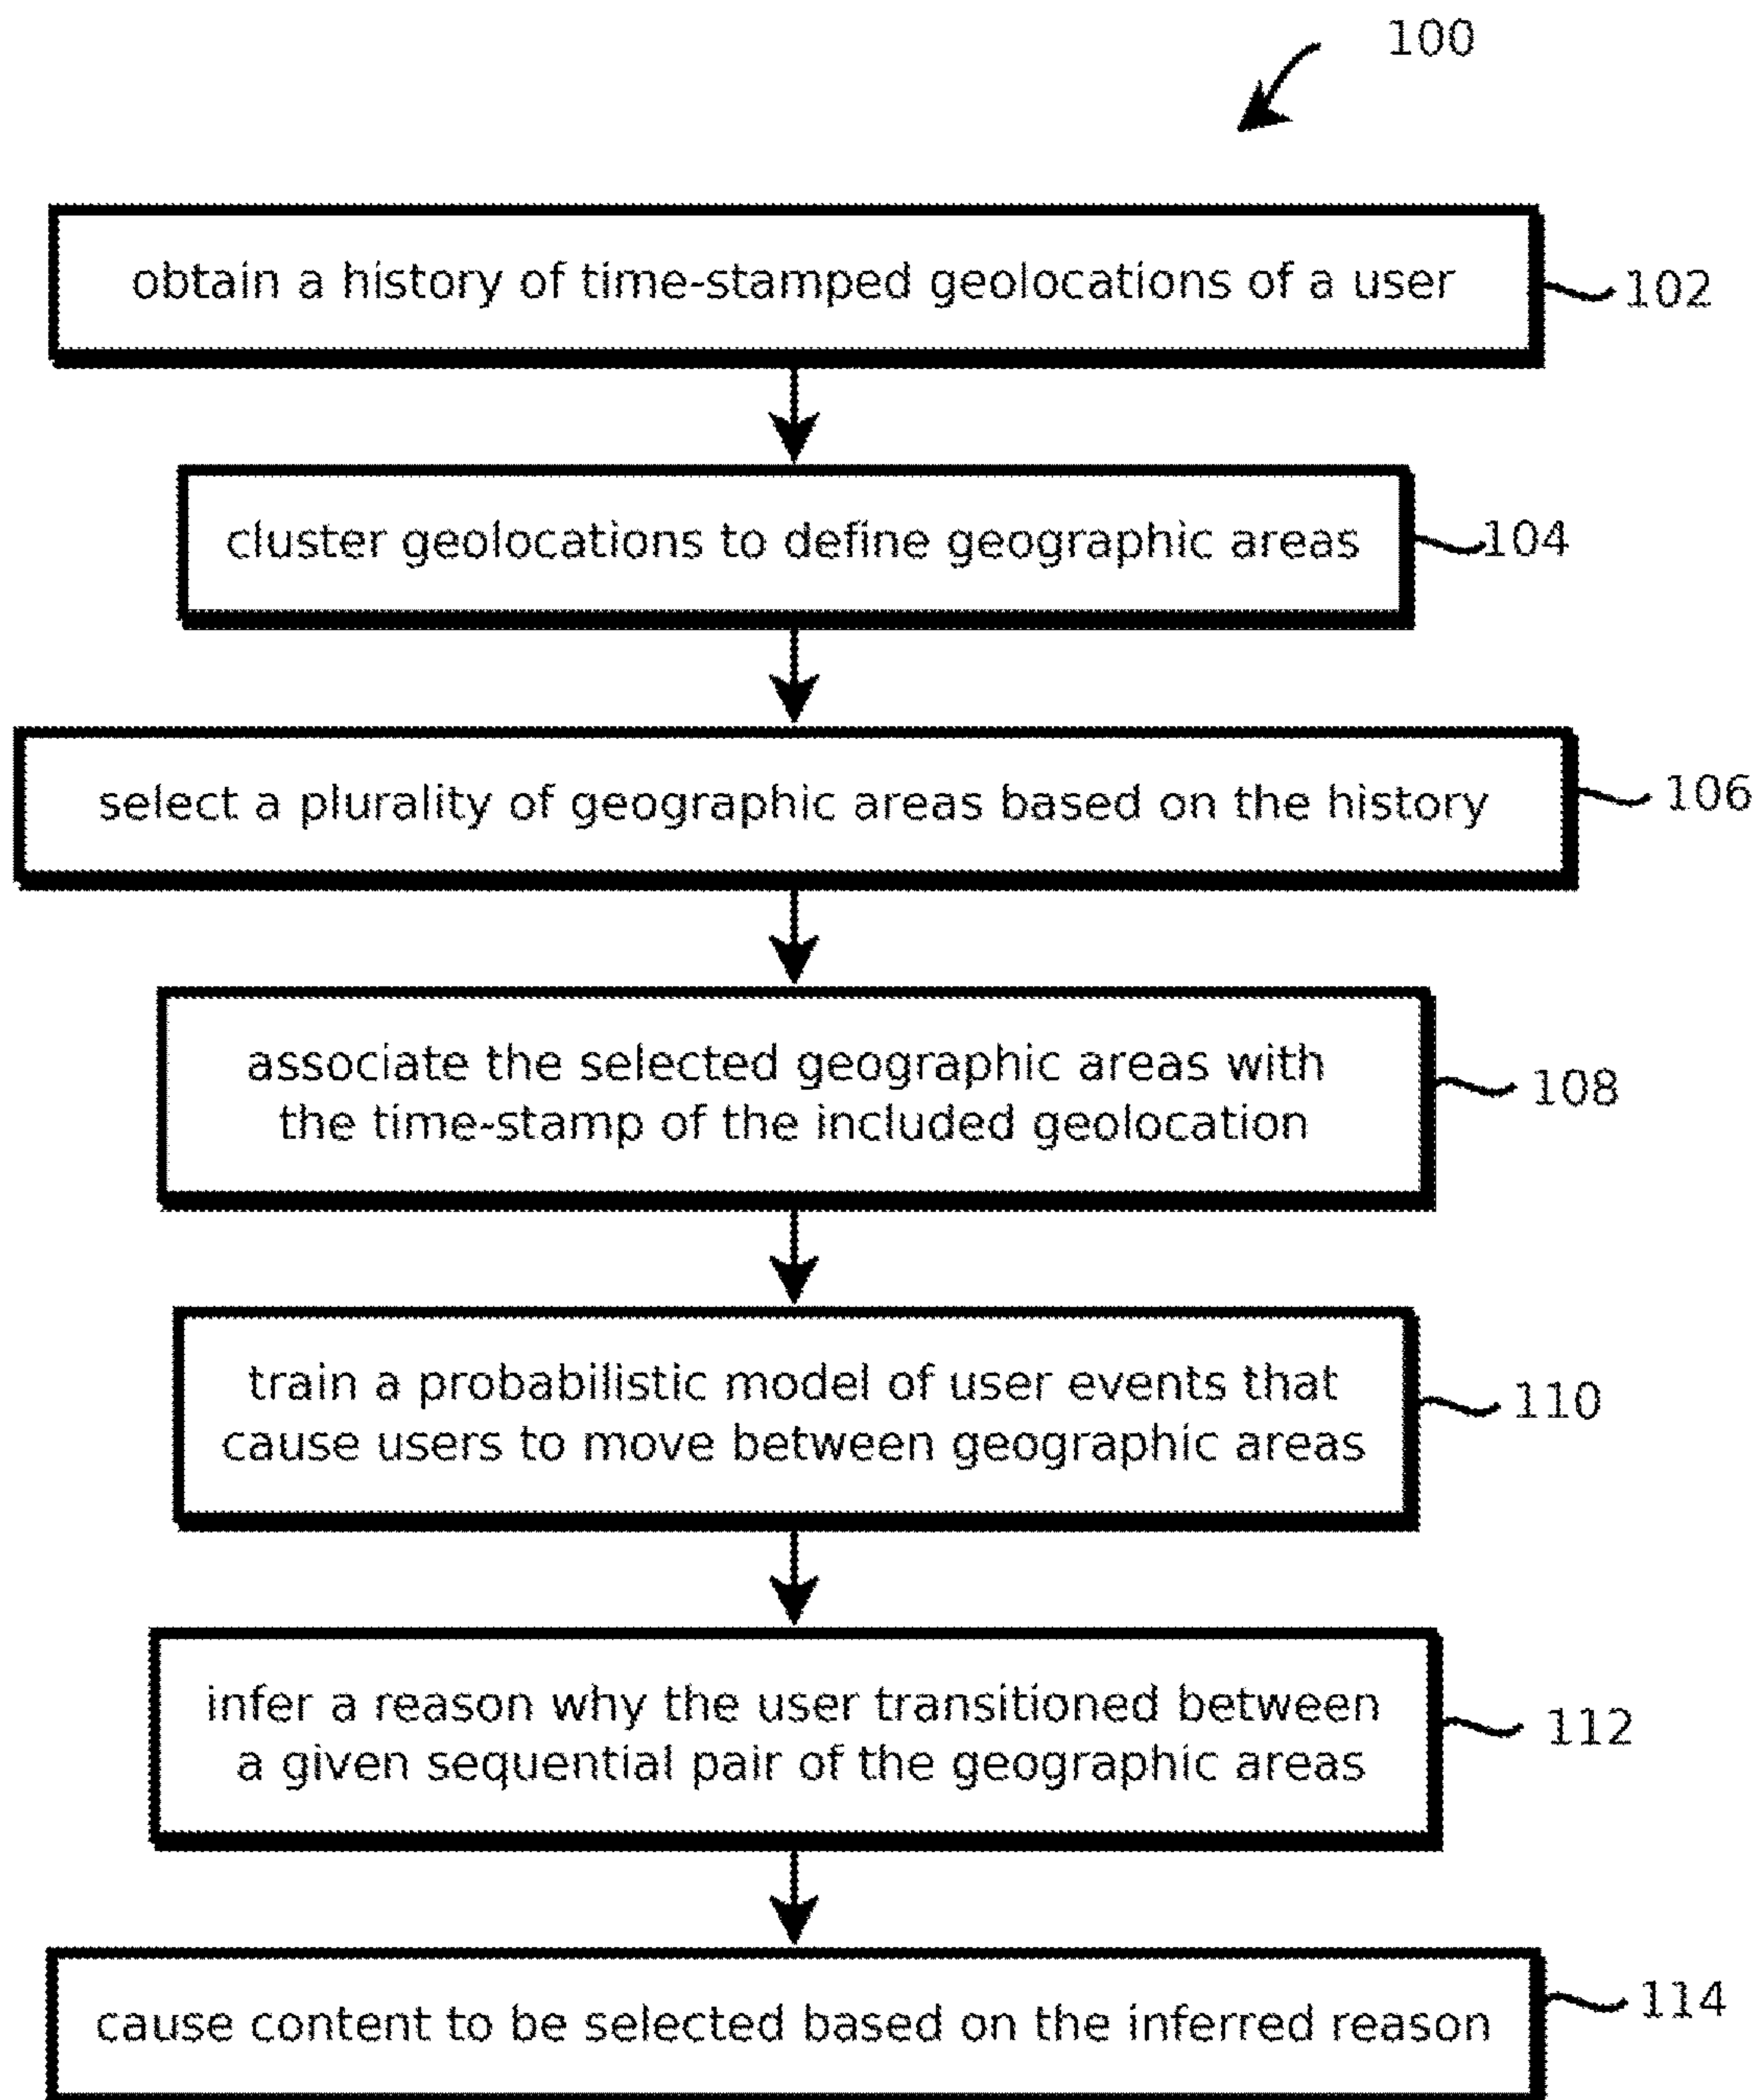 100
obtain a history of time-stamped geolocations of a user
102
cluster geolocations to define geographic areas
104
select a plurality of geographic areas based on the history
106
associate the selected geographic areas with
the time-stamp of the included geolocation
108
train a probabilistic model of user events that
cause users to move between geographic areas
110
infer a reason why the user transitioned between
a given sequential pair of the geographic areas
112
cause content to be selected based on the inferred reason
114